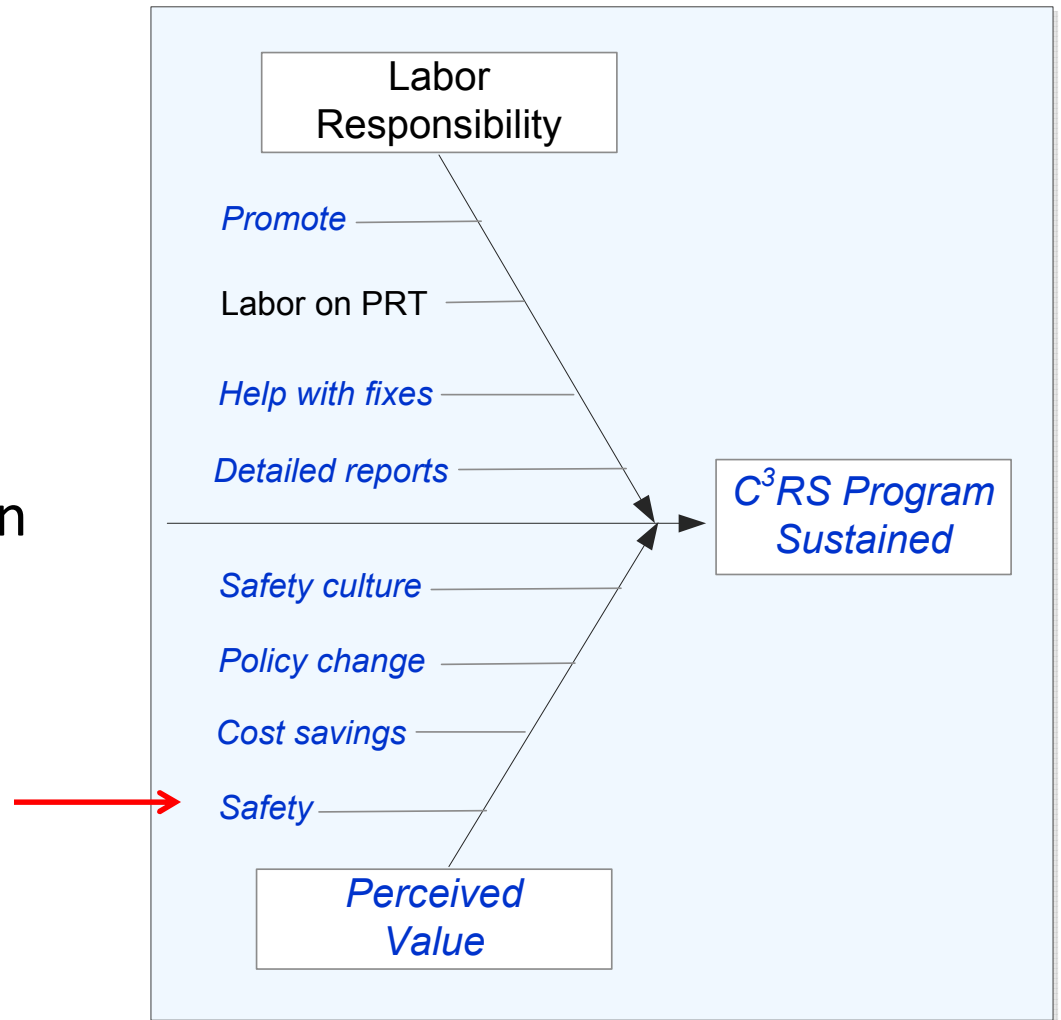 Labor
Responsibility
Promote
Labor on PRT
Help with fixes
Detailed reports
n
C³RS Program
Sustained
Safety culture
Policy change
Cost savings
Safety
Perceived
Value